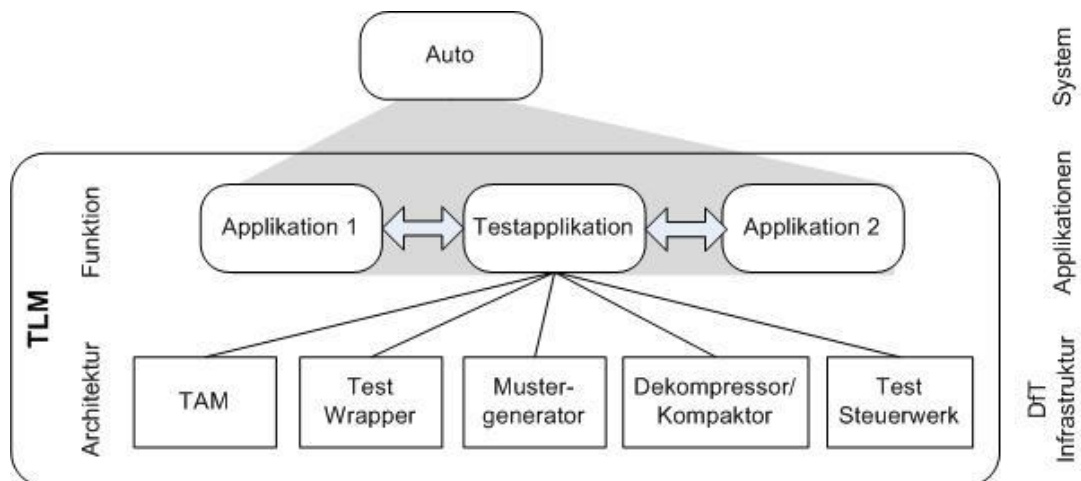 Auto
System
Applikation 1
Testapplikation
Applikation 2
Funktion
Applikationen
TLM
TAM
Test
Wrapper
Muster-
generator
Dekompressor/
Kompaktor
Test
Steuerwerk
Architektur
DfT
Infrastruktur